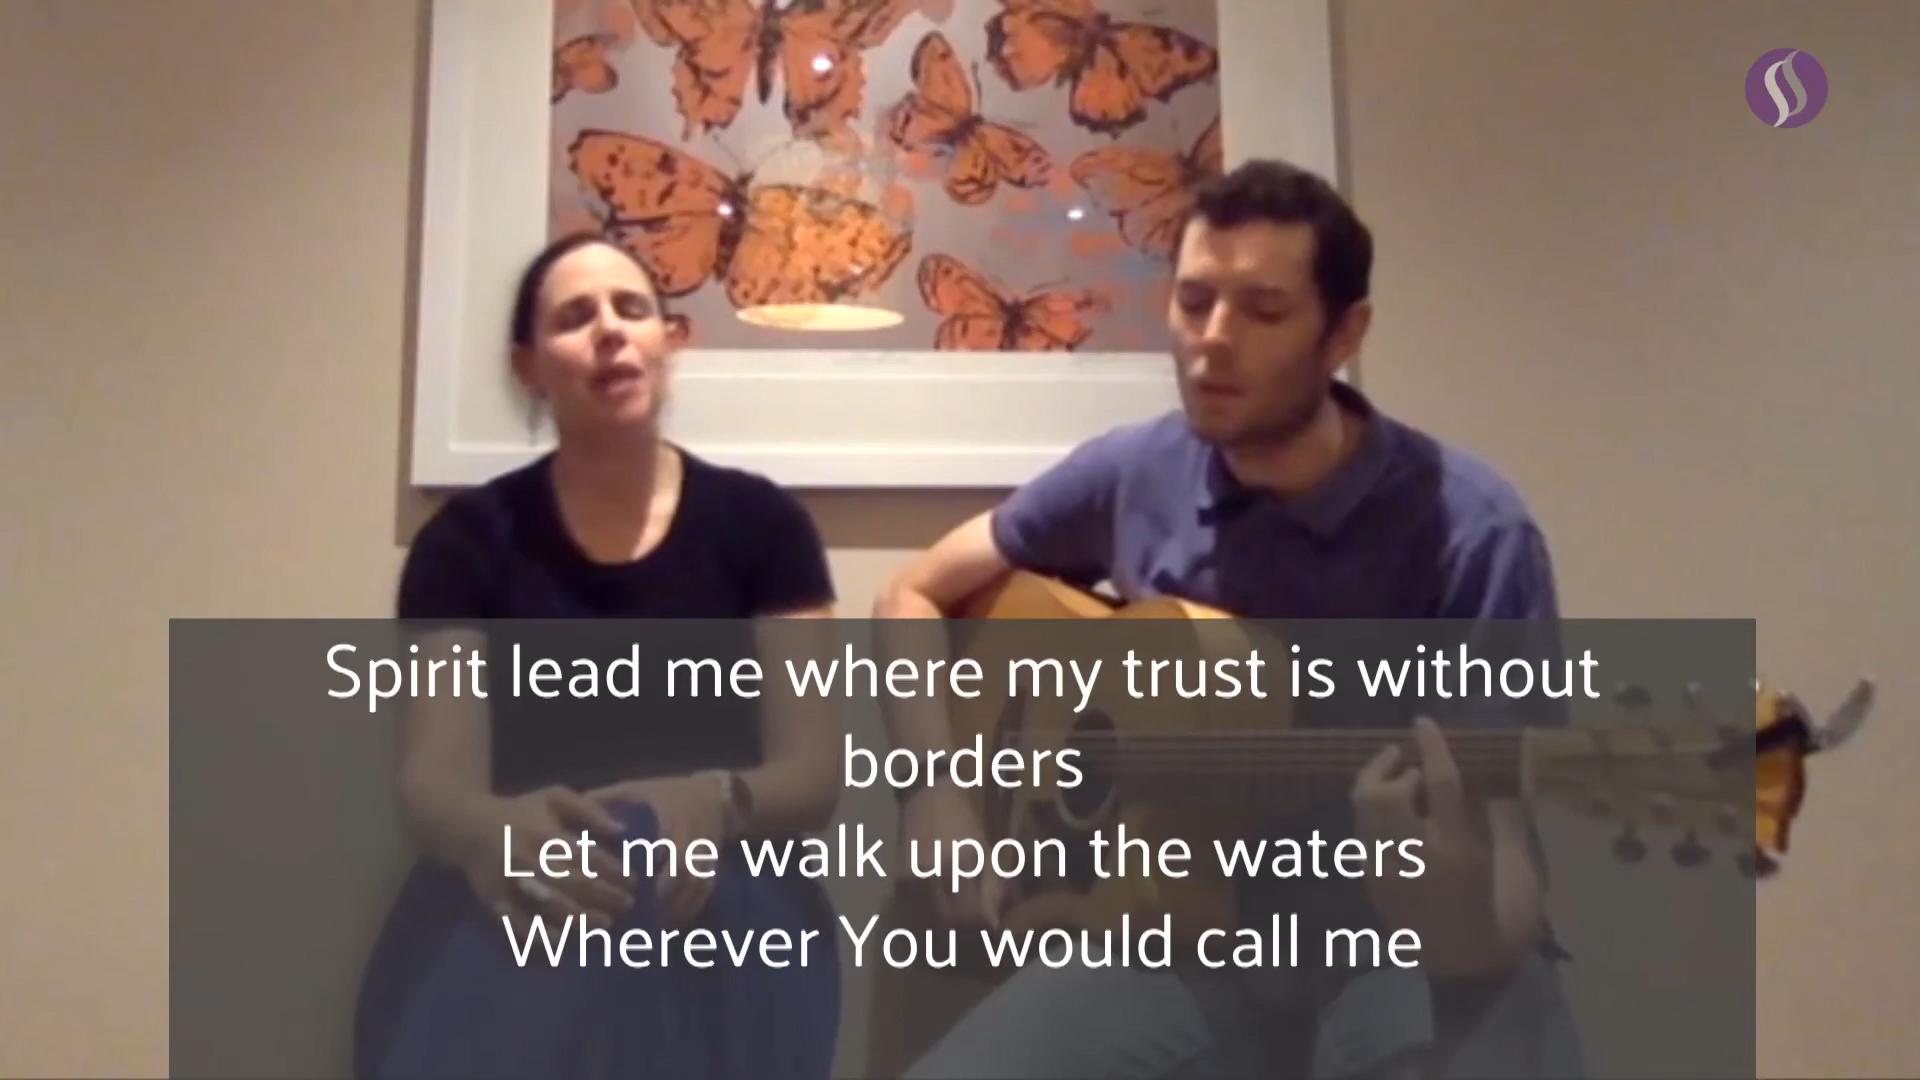 Spirit lead me where my trust is without
borders
Let me walk upon the waters
Wherever You would call me